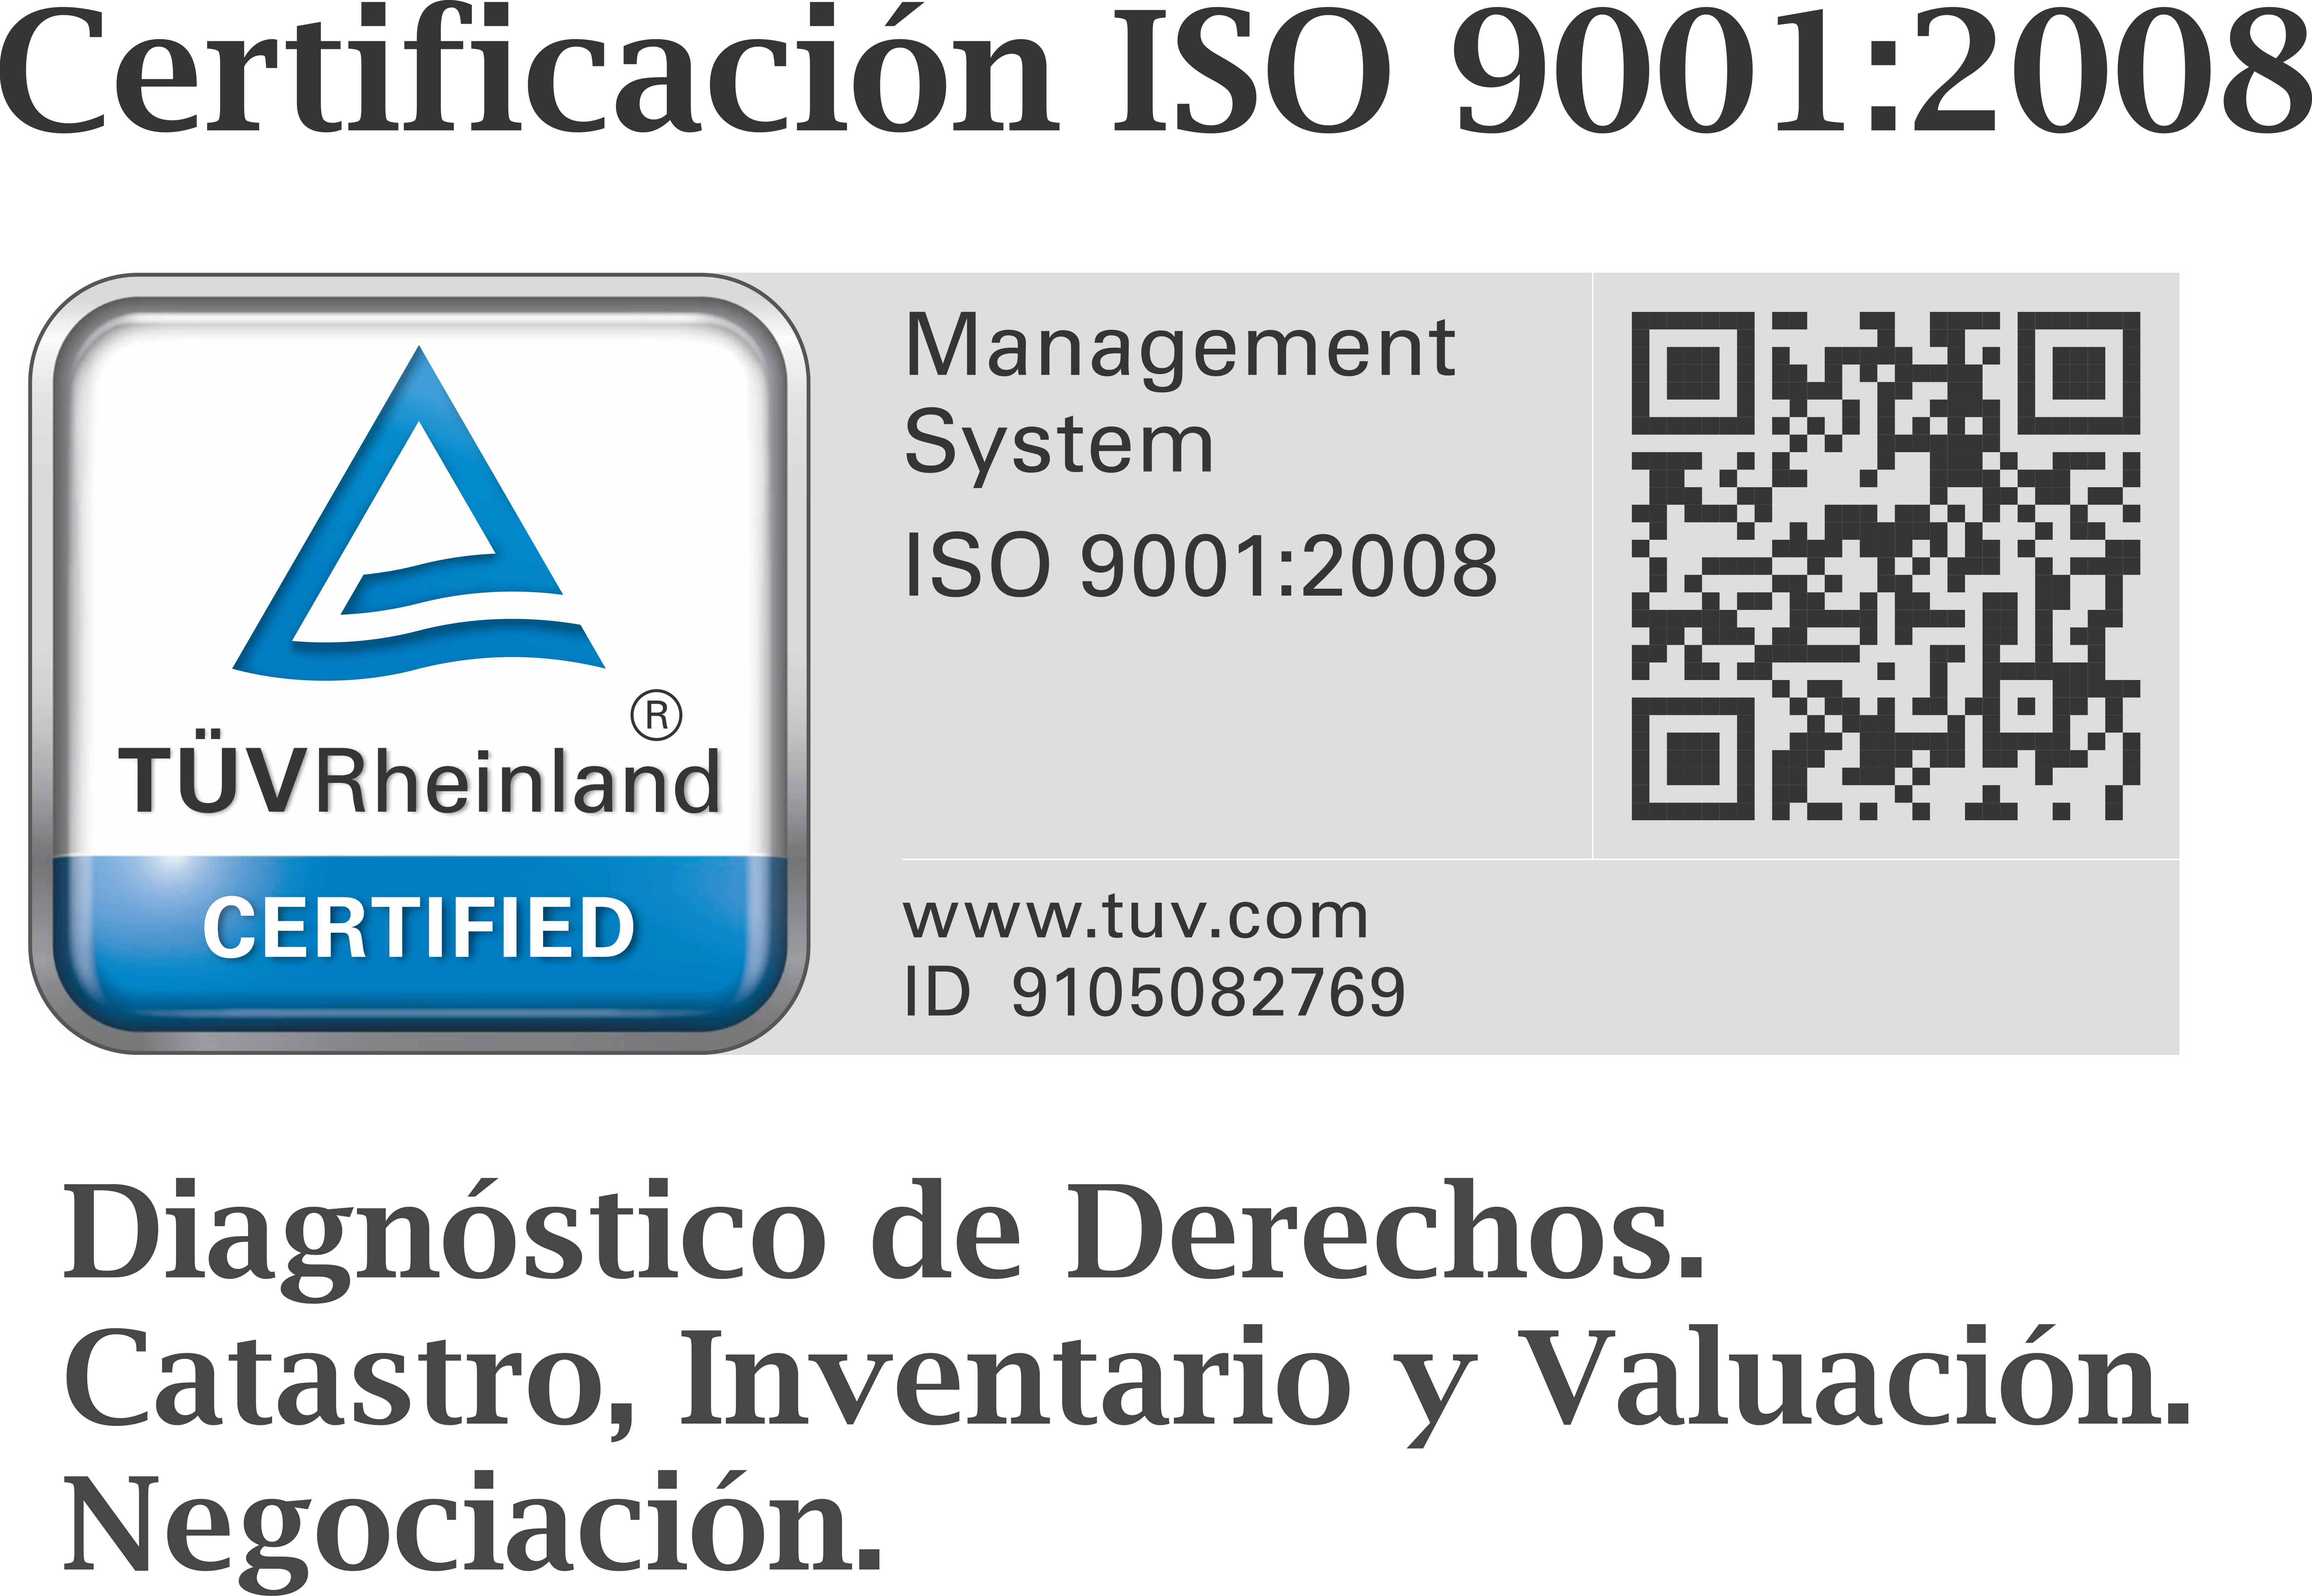 Certificación ISO 9001:2008
Management
System
ISO 9001:2008
®
TÜVRheinland
CERTIFIED
www.tuv.com
ID 9105082769
Diagnóstico de Derechos.
Catastro, Inventario y Valuación.
Negociación.